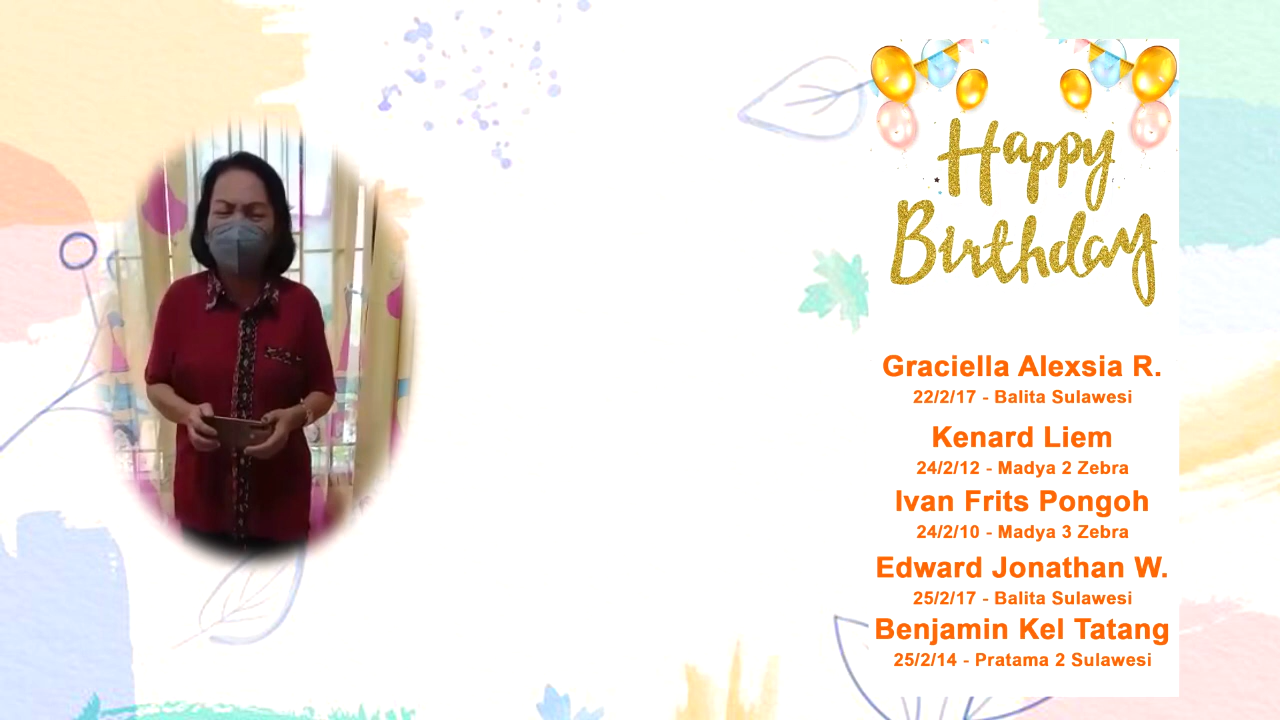 Happy
Birthday
Graciella Alexsia R.
22/2/17 - Balita Sulawesi
Kenard Liem
24/2/12 - Madya 2 Zebra
Ivan Frits Pongoh
24/2/10 - Madya 3 Zebra
Edward Jonathan W.
25/2/17 - Balita Sulawesi
Benjamin Kel Tatang
25/2/14 - Pratama 2 Sulawesi